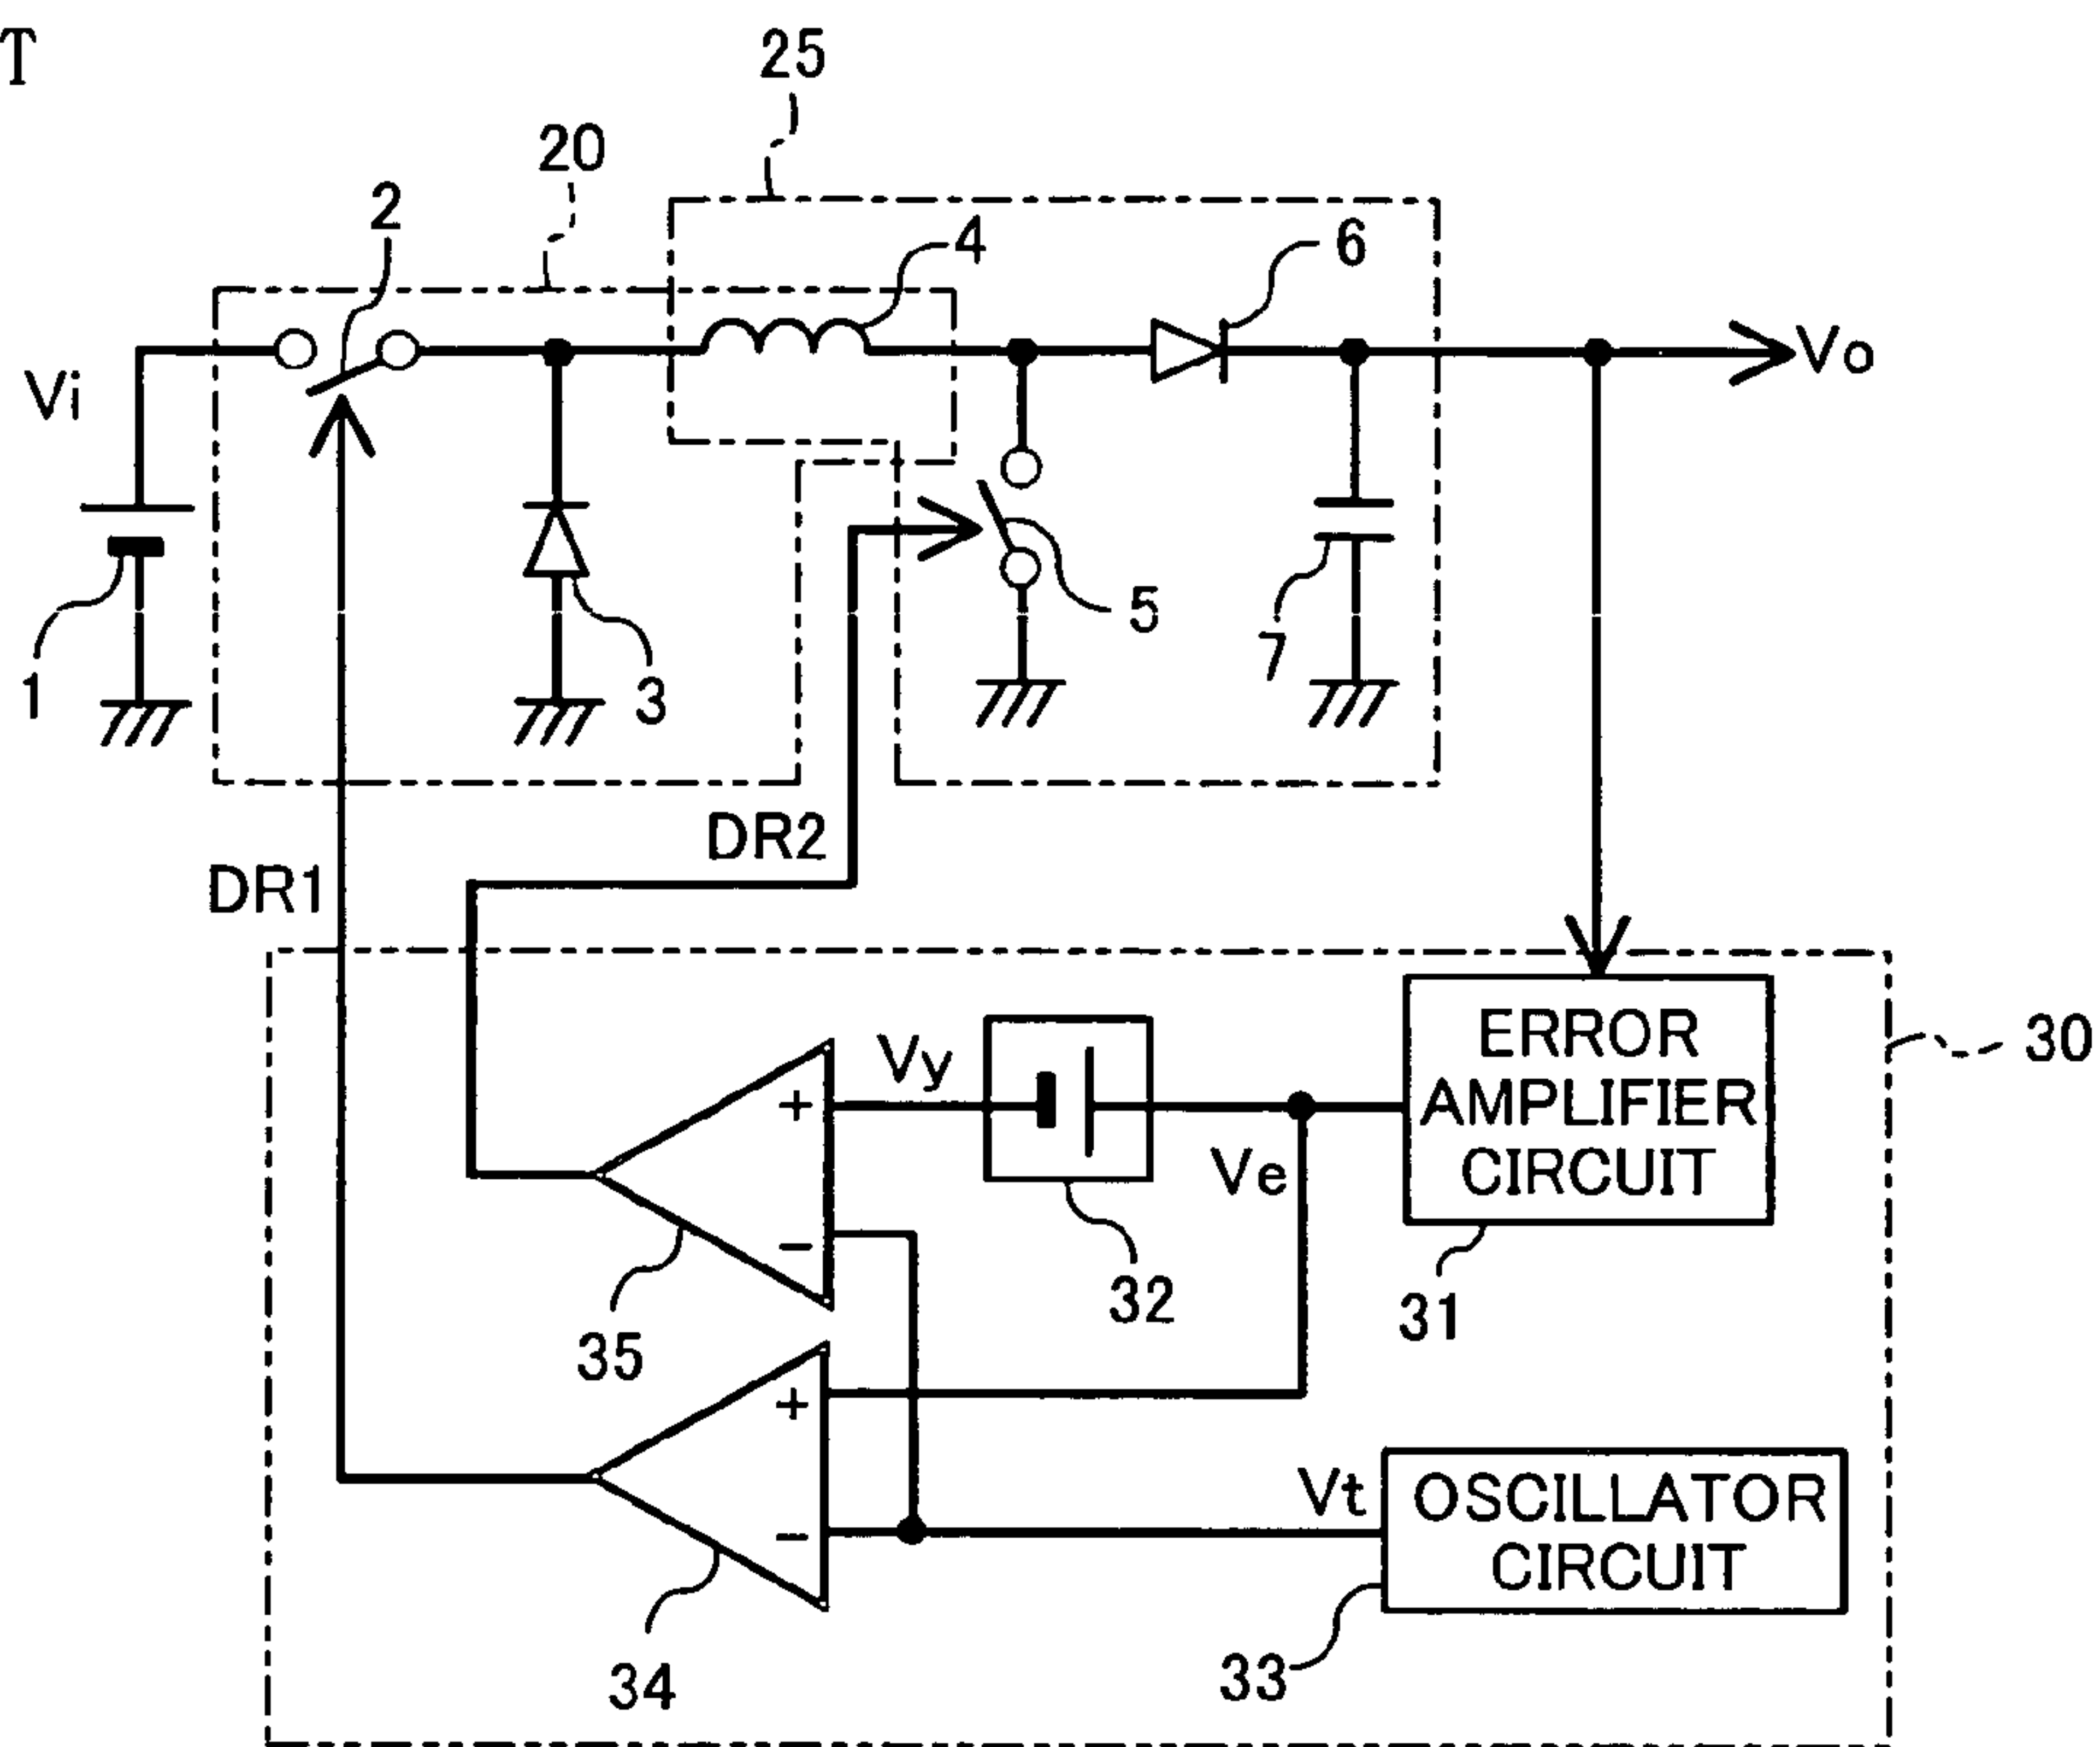 T
25
20
2
4
6
Vi
Vo
1
3
5
7
DR2
DR1
ERROR
AMPLIFIER
CIRCUIT
30
Vy
+
Ve
−
32
31
35
+
Vt
OSCILLATOR
CIRCUIT
−
34
33